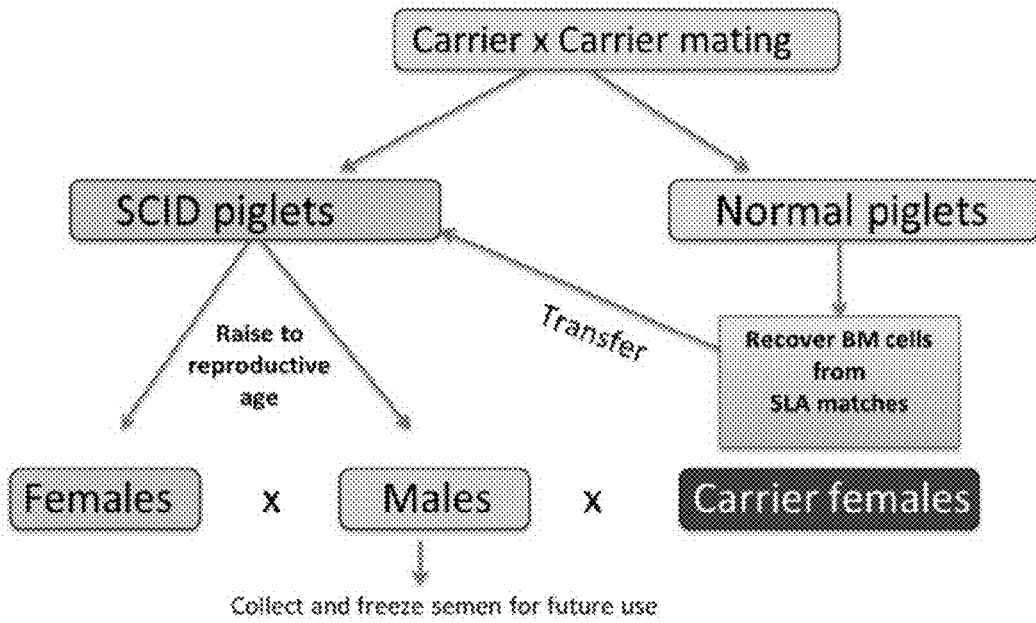 Carrier x Carrier mating
SCID piglets
Normal piglets
Transfer
Raise to
reproductive
age
Recover BM cells
from
SLA matches
Females x Males x Carrier females
Collect and freeze semen for future use